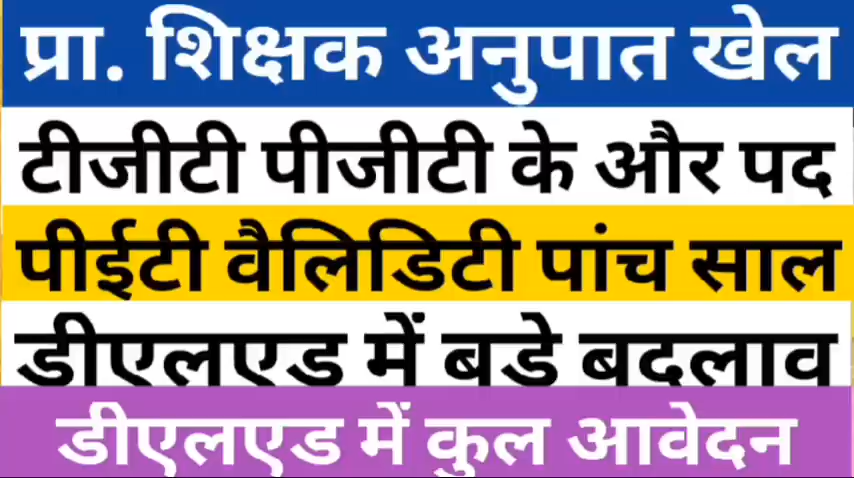 प्रा. शिक्षक अनुपात खेल
टीजीटी पीजीटी के और पद
पीईटी वैलिडिटी पांच साल
डीएलएड में बडे बदलाव
डीएलएड में कुल आवेदन